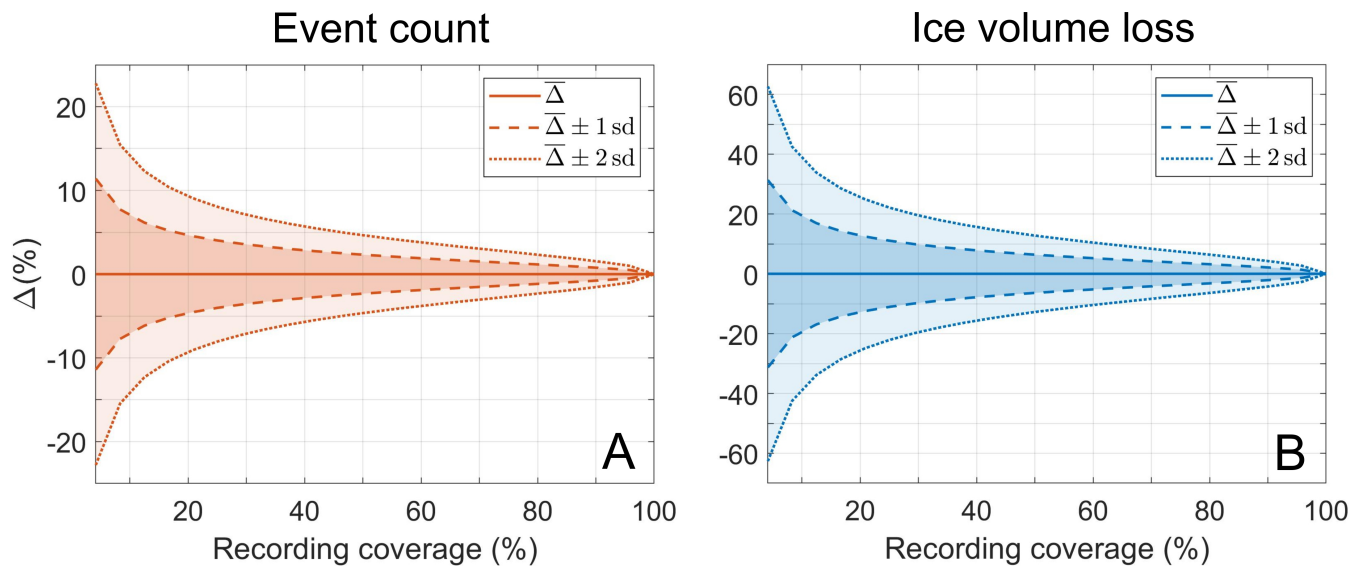 Event count
Δ̅
Δ̅ ± 1 sd
Δ̅ ± 2 sd
20
10
0
-10
-20
Δ(%)
A
20 40 60 80 100
Recording coverage (%)
Ice volume loss
Δ̅
Δ̅ ± 1 sd
Δ̅ ± 2 sd
60
40
20
0
-20
-40
-60
B
20 40 60 80 100
Recording coverage (%)